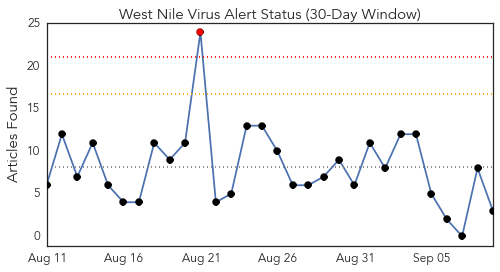 West Nile Virus Alert Status (30-Day Window)
25
20
15
10
5
0
Articles Found
Aug 11 Aug 16 Aug 21 Aug 26 Aug 31 Sep 05